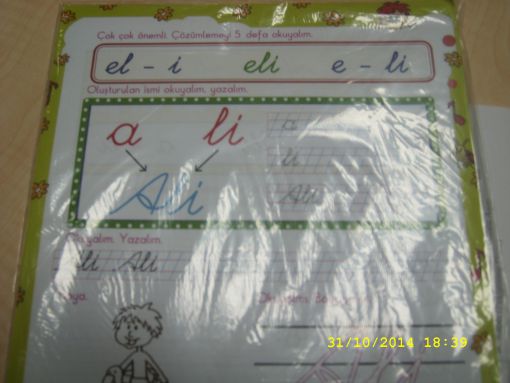 Çok çok önemli. Çözümlemeyi 5 defa okuyalım.
el - i eli e - li
Oluşturulan ismi okuyalım, yazalım.
a li
li
Ali Ali
Okuyalım. Yazalım.
Ali Ali
31/10/2014 18:39